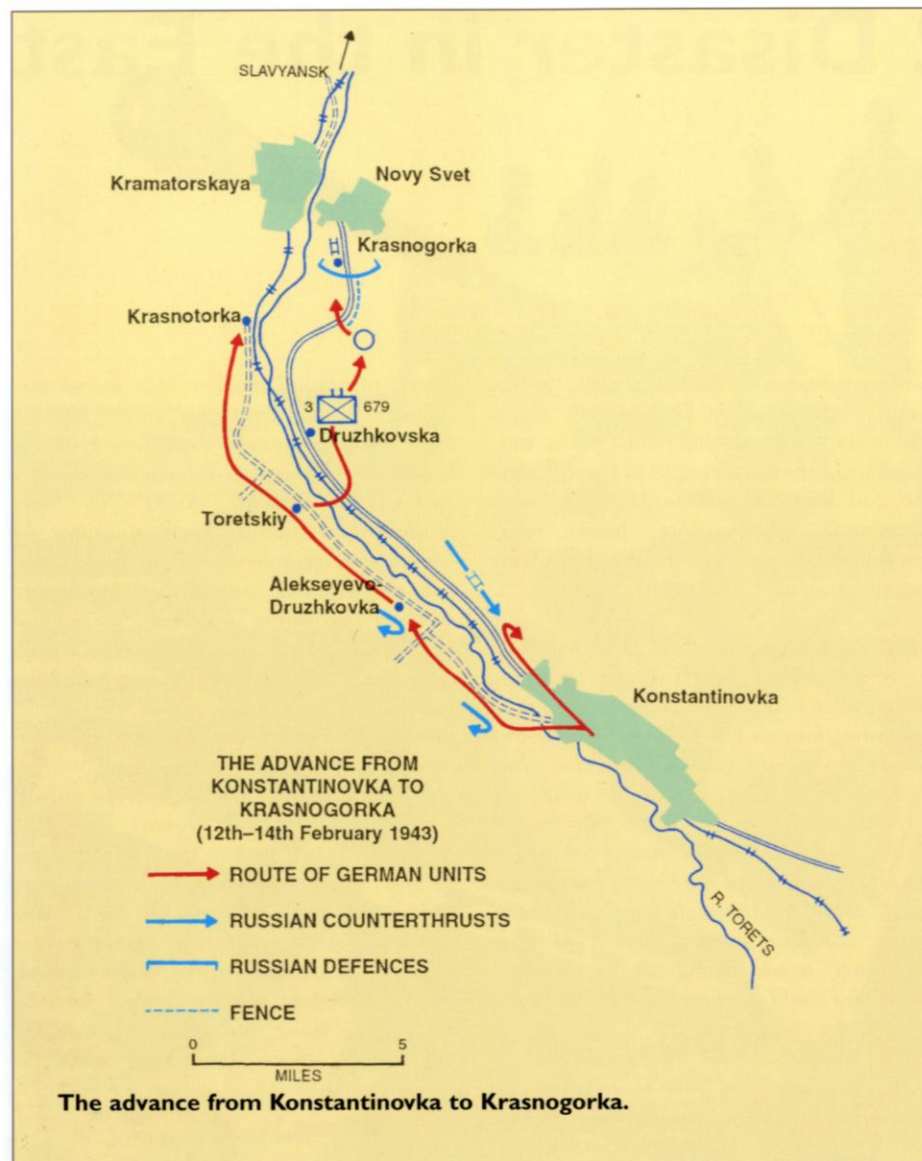 SLAVYANSK
Kramatorskaya
Novy Svet
Krasnogorka
Krasnotorka
3 679
Druzhkovska
Toretskiy
Alekseyevo-
Druzhkovka
Konstantinovka
R. TORETS
THE ADVANCE FROM
KONSTANTINOVKA TO
KRASNOGORKA
(12th–14th February 1943)
ROUTE OF GERMAN UNITS
RUSSIAN COUNTERTHRUSTS
RUSSIAN DEFENCES
FENCE
0 5
MILES
The advance from Konstantinovka to Krasnogorka.